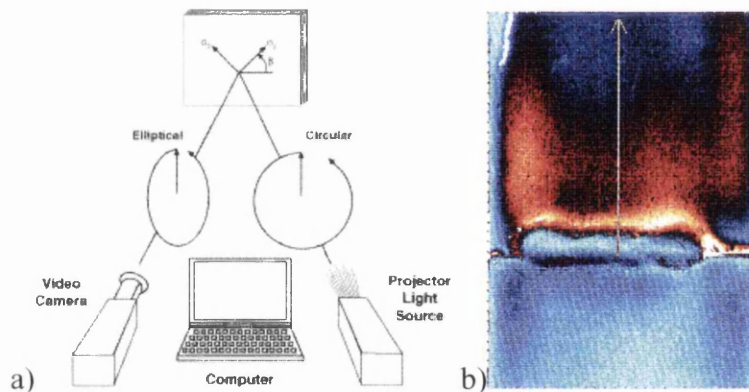 Elliptical
Circular
Video
Camera
Projector
Light
Source
Computer
a)
b)